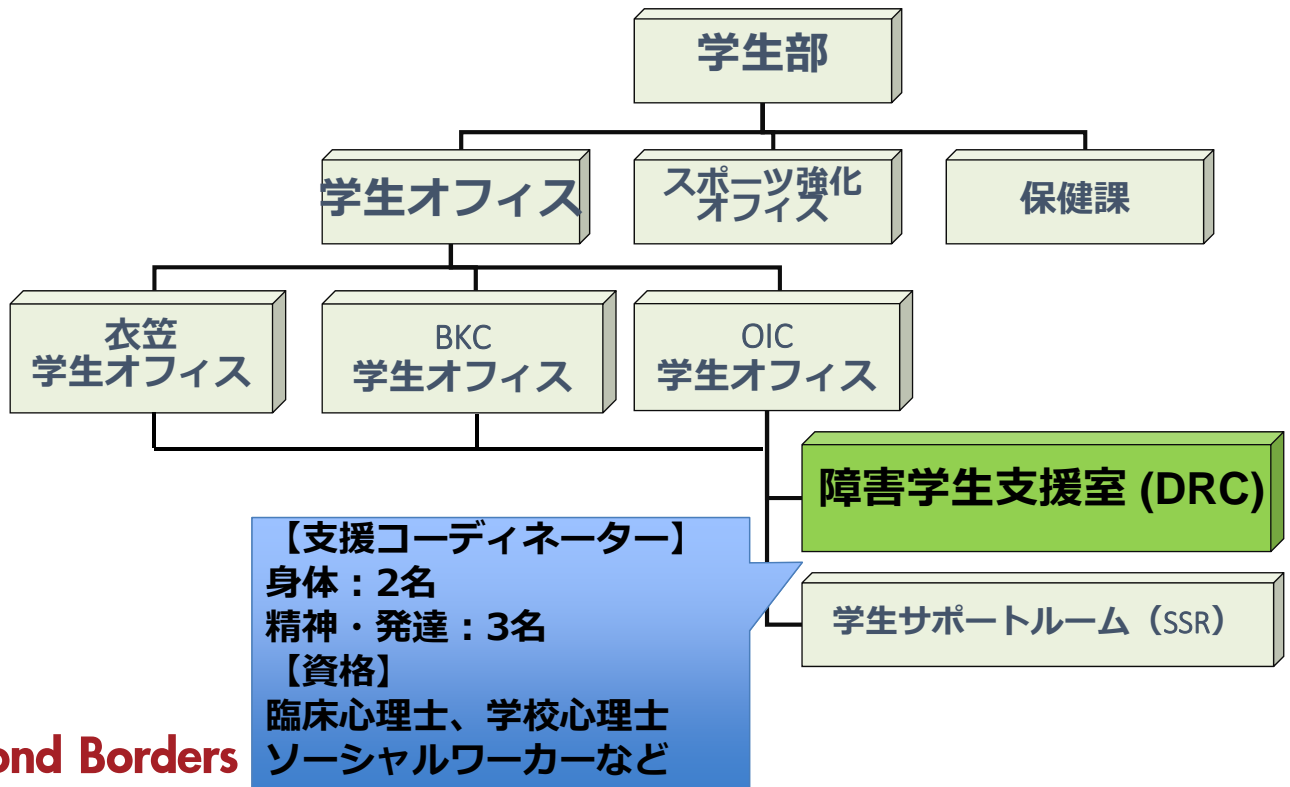 学生部
学生オフィス
スポーツ強化
オフィス
保健課
衣笠
学生オフィス
BKC
学生オフィス
OIC
学生オフィス
障害学生支援室 (DRC)
【支援コーディネーター】
身体：2名
精神・発達：3名
【資格】
臨床心理士、学校心理士
ソーシャルワーカーなど
学生サポートルーム（SSR）
ond Borders